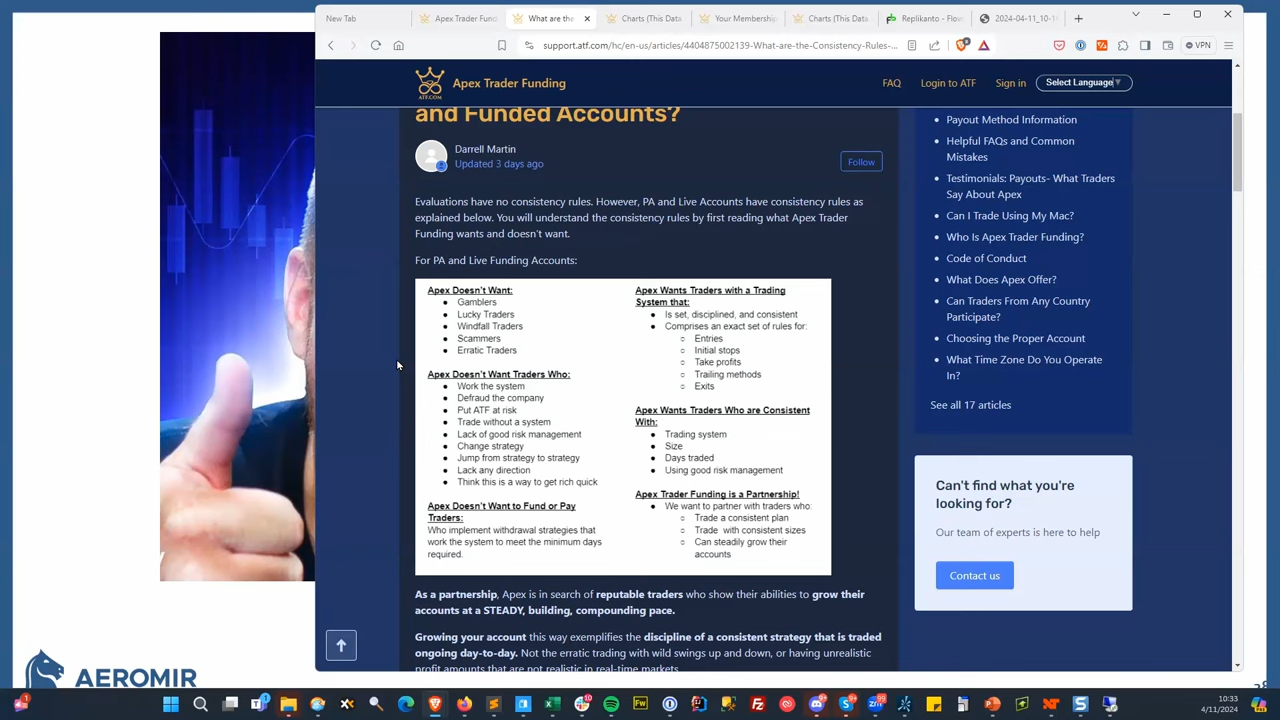 New Tab
Apex Trader Fund
What are the
Charts (This Data
Your Membership
Charts (This Data
Replikanto - Flov
2024-04-11_10-1
support.atf.com/hc/en-us/articles/4404875002139-What-are-the-Consistency-Rules-...
VPN
ATF.COM
Apex Trader Funding
FAQ
Login to ATF
Sign in
Select Language
and Funded Accounts?
Darrell Martin
Updated 3 days ago
Follow
Evaluations have no consistency rules. However, PA and Live Accounts have consistency rules as
explained below. You will understand the consistency rules by first reading what Apex Trader
Funding wants and doesn't want.
For PA and Live Funding Accounts:
Apex Doesn't Want:
Gamblers
Lucky Traders
Windfall Traders
Scammers
Erratic Traders
Apex Doesn't Want Traders Who:
Work the system
Defraud the company
Put ATF at risk
Trade without a system
Lack of good risk management
Change strategy
Jump from strategy to strategy
Lack any direction
Think this is a way to get rich quick
Apex Doesn't Want to Fund or Pay
Traders:
Who implement withdrawal strategies that
work the system to meet the minimum days
required.
Apex Wants Traders with a Trading
System that:
Is set, disciplined, and consistent
Comprises an exact set of rules for:
Entries
Initial stops
Take profits
Trailing methods
Exits
Apex Wants Traders Who are Consistent
With:
Trading system
Size
Days traded
Using good risk management
Apex Trader Funding is a Partnership!
We want to partner with traders who:
Trade a consistent plan
Trade with consistent sizes
Can steadily grow their
accounts
As a partnership, Apex is in search of reputable traders who show their abilities to grow their
accounts at a STEADY, building, compounding pace.
Growing your account this way exemplifies the discipline of a consistent strategy that is traded
ongoing day-to-day. Not the erratic trading with wild swings up and down, or having unrealistic
profit amounts that are not realistic in real-time markets.
Payout Method Information
Helpful FAQs and Common
Mistakes
Testimonials: Payouts- What Traders
Say About Apex
Can I Trade Using My Mac?
Who Is Apex Trader Funding?
Code of Conduct
What Does Apex Offer?
Can Traders From Any Country
Participate?
Choosing the Proper Account
What Time Zone Do You Operate
In?
See all 17 articles
Can't find what you're
looking for?
Our team of experts is here to help
Contact us
AEROMIR
10:33
4/11/2024